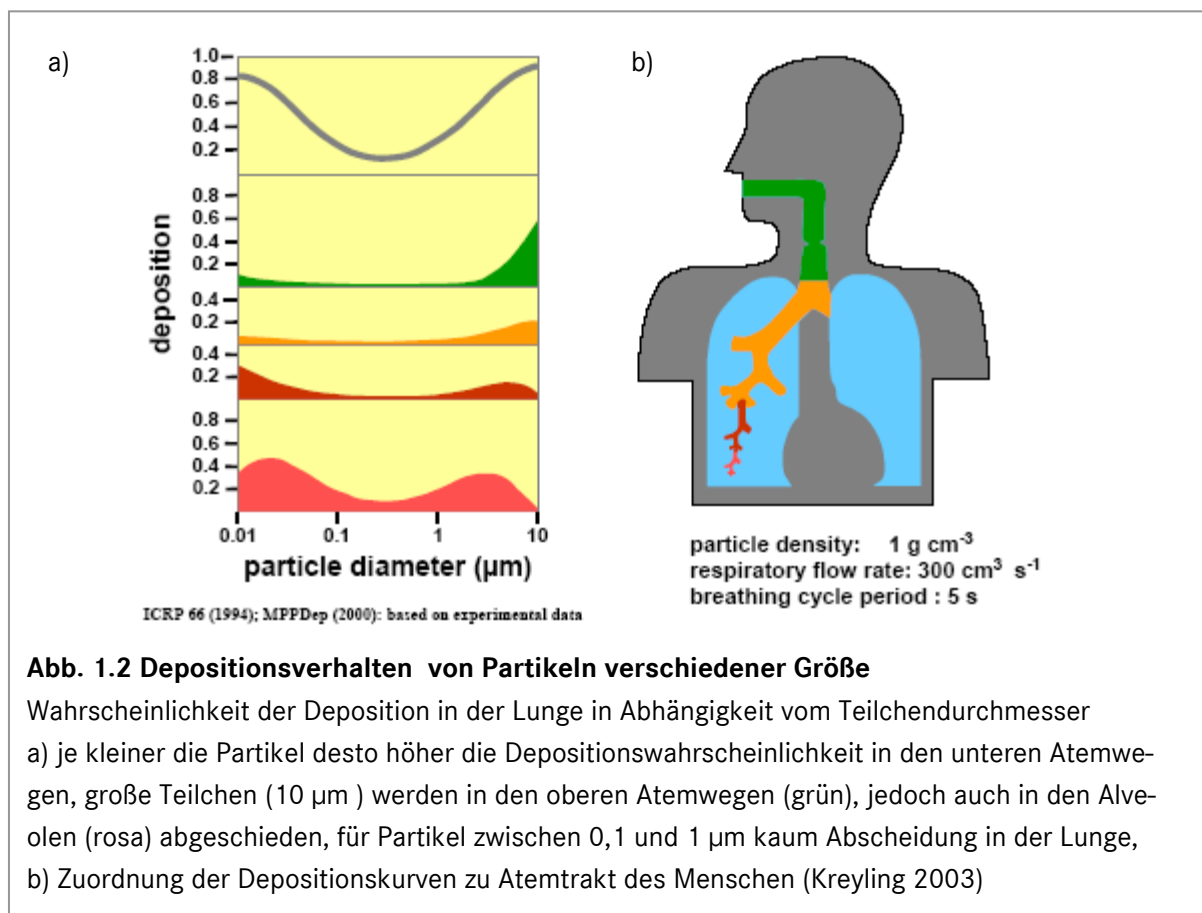 a)
1.0
0.8
0.6
0.4
0.2
0.8
0.6
0.4
0.2
0.4
0.2
0.4
0.2
0.8
0.6
0.4
0.2
deposition
0.01 0.1 1 10
particle diameter (µm)
ICRP 66 (1994); MPPDep (2000): based on experimental data
b)
particle density: 1 g cm⁻³
respiratory flow rate: 300 cm³ s⁻¹
breathing cycle period : 5 s
Abb. 1.2 Depositionsverhalten von Partikeln verschiedener Größe
Wahrscheinlichkeit der Deposition in der Lunge in Abhängigkeit vom Teilchendurchmesser
a) je kleiner die Partikel desto höher die Depositionswahrscheinlichkeit in den unteren Atemwe-
gen, große Teilchen (10 µm ) werden in den oberen Atemwegen (grün), jedoch auch in den Alve-
olen (rosa) abgeschieden, für Partikel zwischen 0,1 und 1 µm kaum Abscheidung in der Lunge,
b) Zuordnung der Depositionskurven zu Atemtrakt des Menschen (Kreyling 2003)